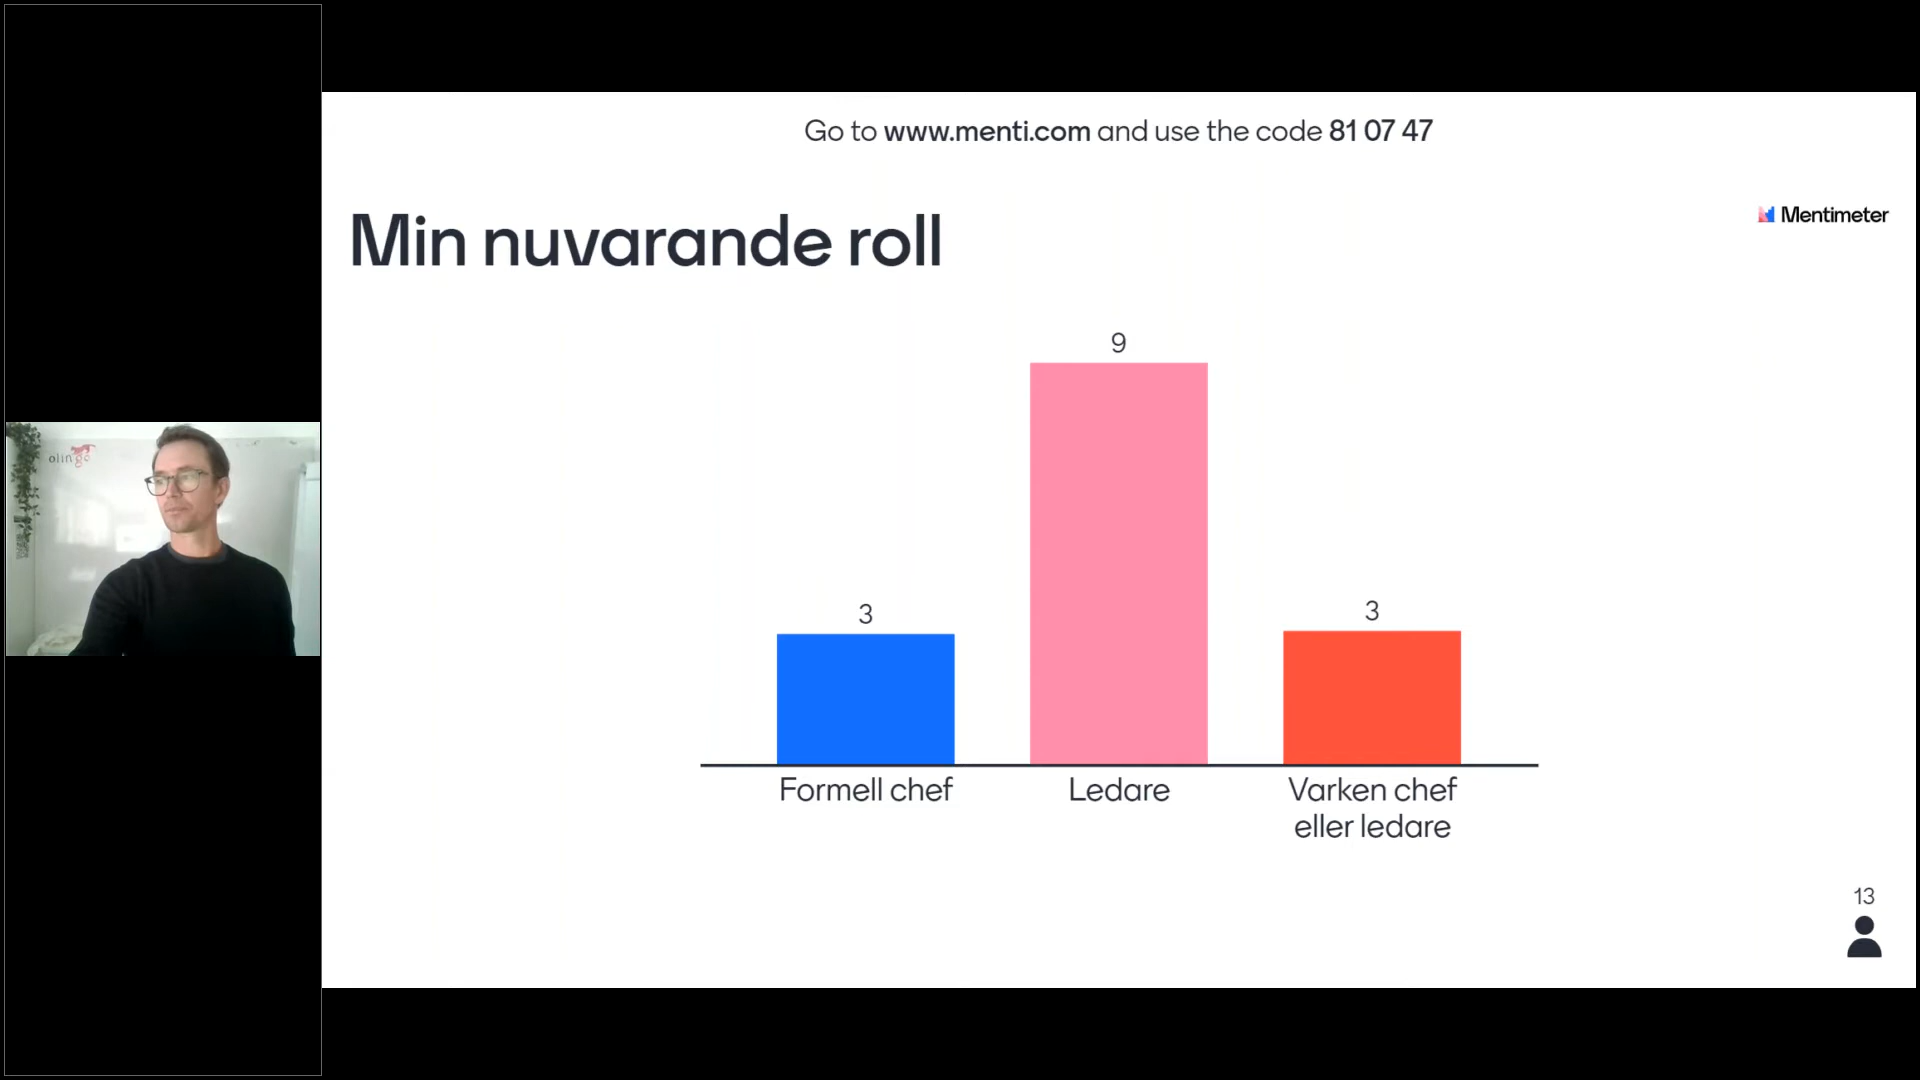 Go to www.menti.com and use the code 81 07 47
Mentimeter
Min nuvarande roll
olingo
9
3
3
Formell chef
Ledare
Varken chef
eller ledare
13